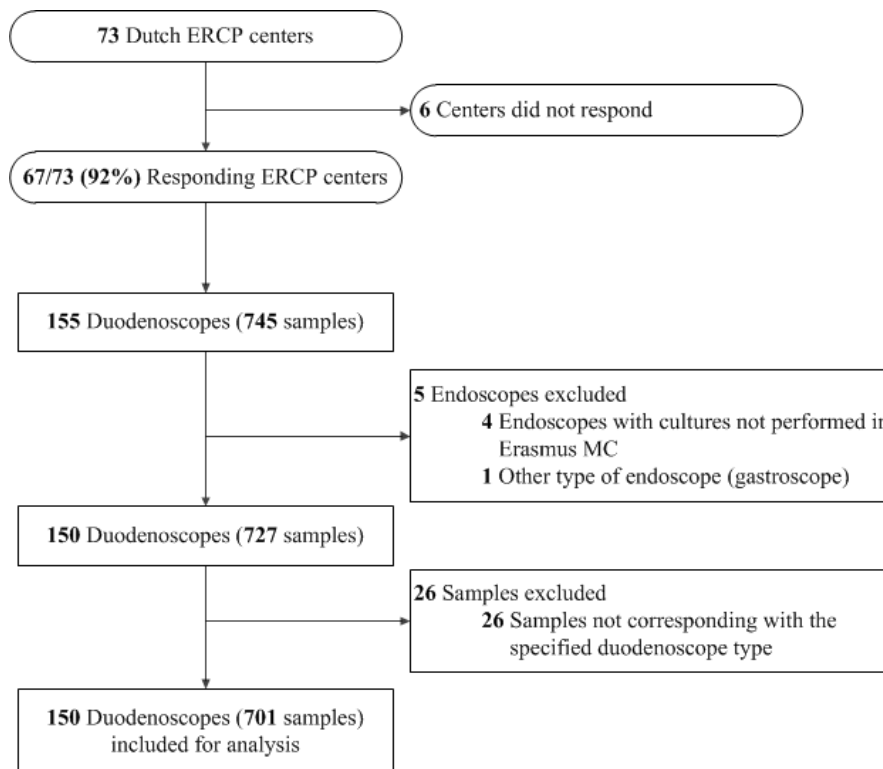 73 Dutch ERCP centers
6 Centers did not respond
67/73 (92%) Responding ERCP centers
155 Duodenoscopes (745 samples)
5 Endoscopes excluded
4 Endoscopes with cultures not performed in
Erasmus MC
1 Other type of endoscope (gastroscope)
150 Duodenoscopes (727 samples)
26 Samples excluded
26 Samples not corresponding with the
specified duodenoscope type
150 Duodenoscopes (701 samples)
included for analysis